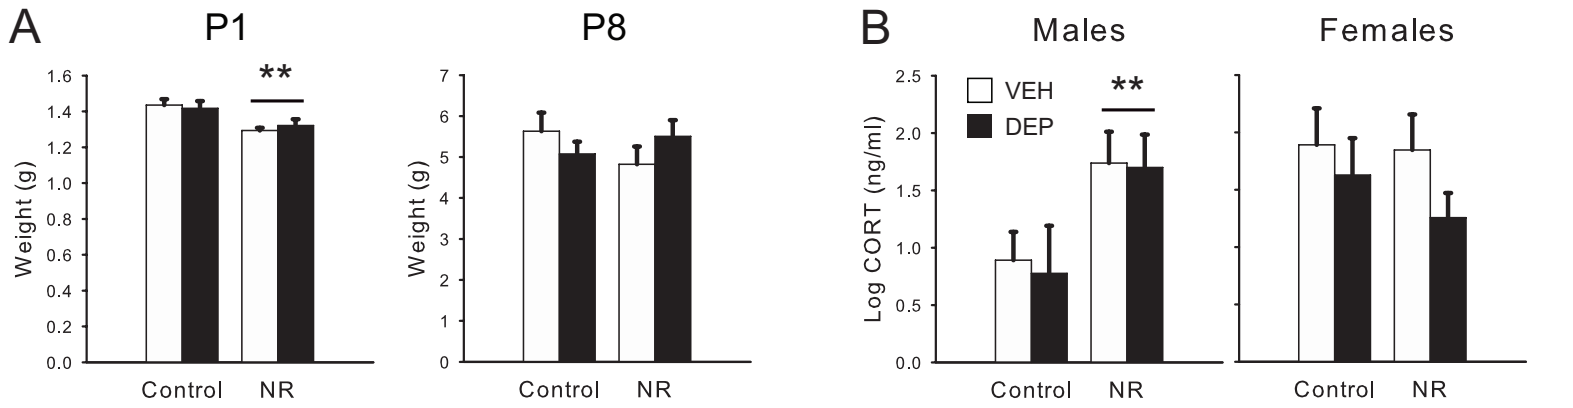 A
P1
P8
B
Males
Females
**
**
VEH
DEP
Weight (g)
1.6
1.4
1.2
1.0
0.8
0.6
0.4
0.2
0.0
Control NR
Weight (g)
7
6
5
4
3
2
1
0
Control NR
Log CORT (ng/ml)
2.5
2.0
1.5
1.0
0.5
0.0
Control NR
Control NR